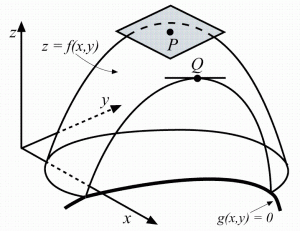 z
P
z = f(x,y)
Q
y
x
g(x,y) = 0